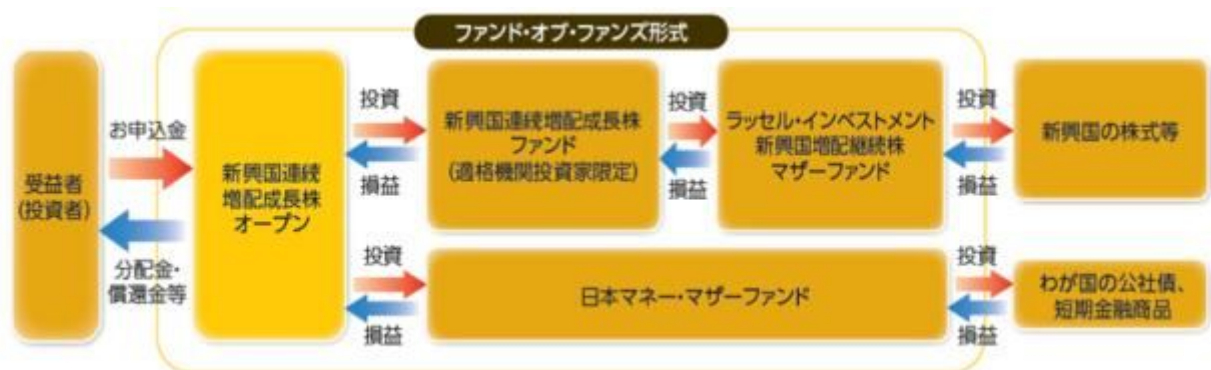 ファンド・オブ・ファンズ形式
受益者
(投資者)
お申込金
分配金・
償還金等
新興国連続
増配成長株
オープン
投資
損益
新興国連続増配成長株
ファンド
(適格機関投資家限定)
投資
損益
ラッセル・インベストメント
新興国増配継続株
マザーファンド
投資
損益
新興国の株式等
投資
損益
日本マネー・マザーファンド
投資
損益
わが国の公社債、
短期金融商品